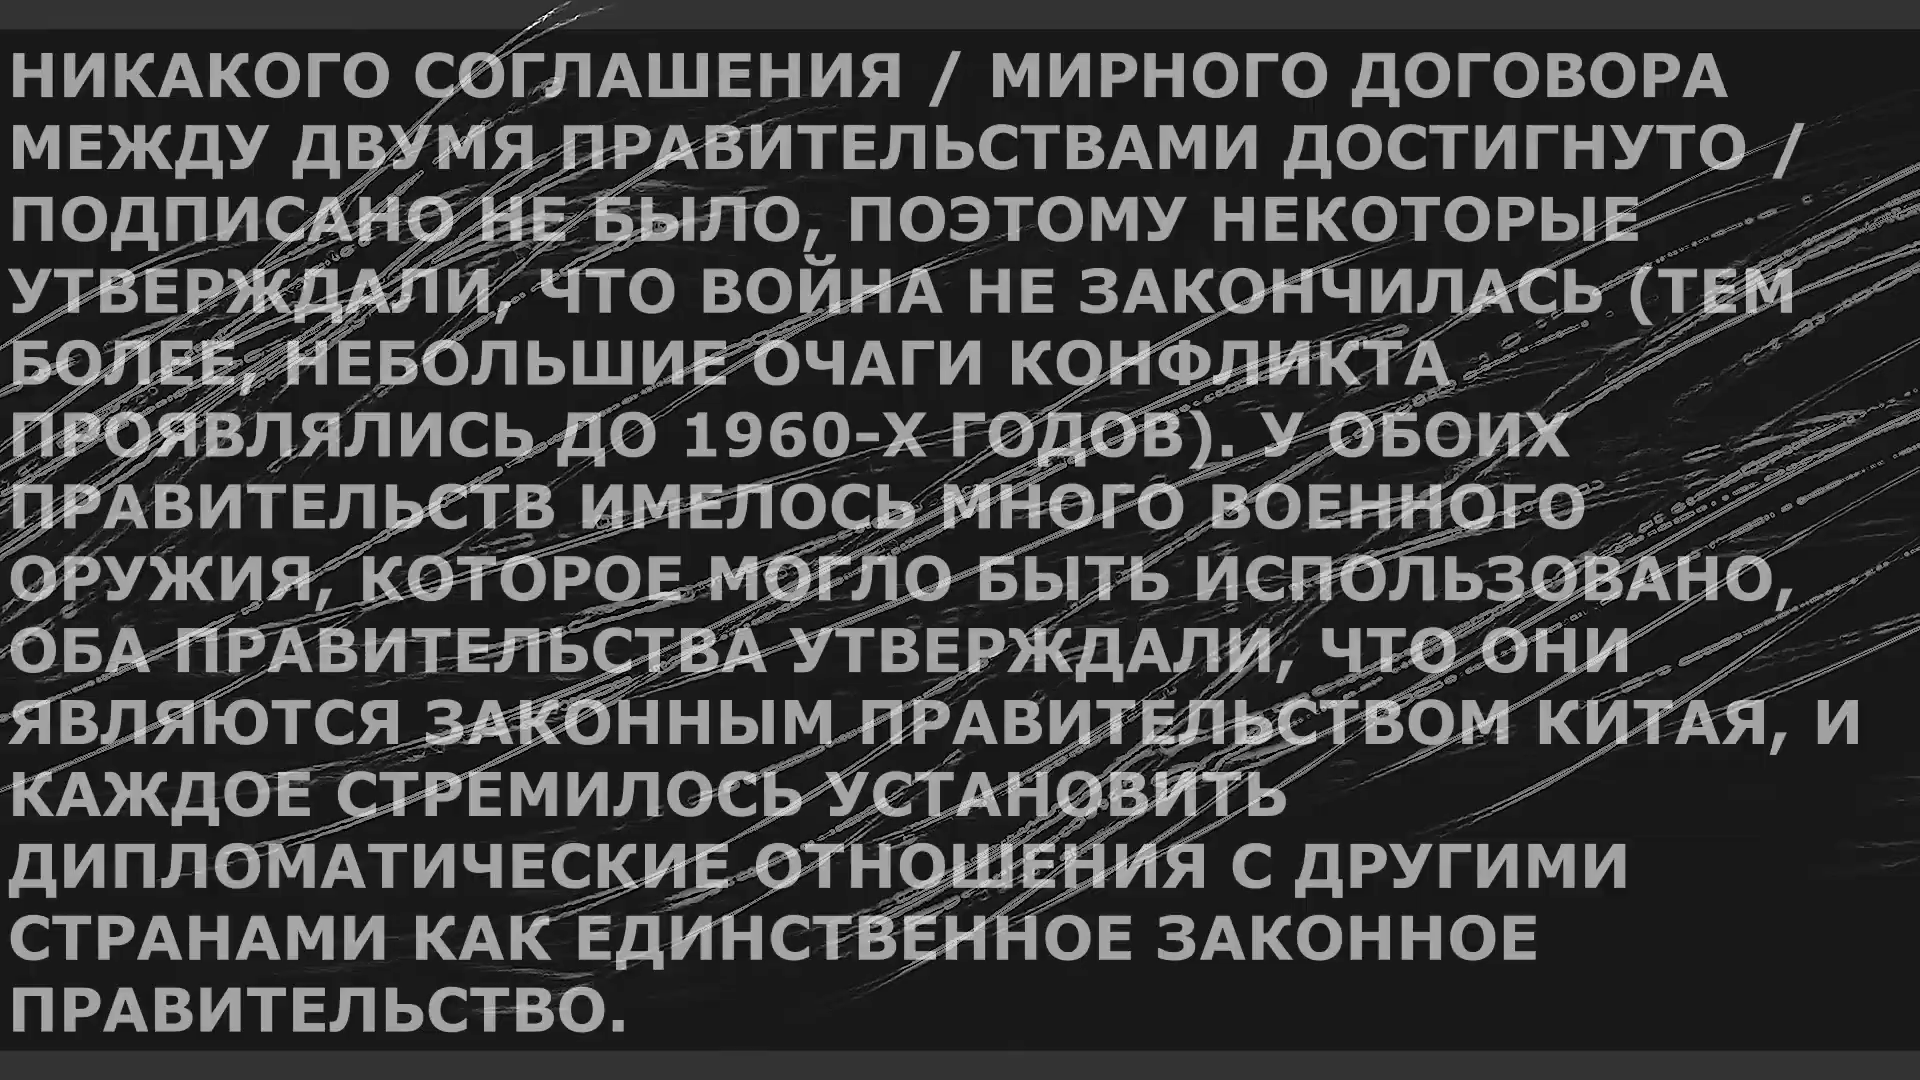 НИКАКОГО СОГЛАШЕНИЯ / МИРНОГО ДОГОВОРА
МЕЖДУ ДВУМЯ ПРАВИТЕЛЬСТВАМИ ДОСТИГНУТО /
ПОДПИСАНО НЕ БЫЛО, ПОЭТОМУ НЕКОТОРЫЕ
УТВЕРЖДАЛИ, ЧТО ВОЙНА НЕ ЗАКОНЧИЛАСЬ (ТЕМ
БОЛЕЕ, НЕБОЛЬШИЕ ОЧАГИ КОНФЛИКТА
ПРОЯВЛЯЛИСЬ ДО 1960-Х ГОДОВ). У ОБОИХ
ПРАВИТЕЛЬСТВ ИМЕЛОСЬ МНОГО ВОЕННОГО
ОРУЖИЯ, КОТОРОЕ МОГЛО БЫТЬ ИСПОЛЬЗОВАНО,
ОБА ПРАВИТЕЛЬСТВА УТВЕРЖДАЛИ, ЧТО ОНИ
ЯВЛЯЮТСЯ ЗАКОННЫМ ПРАВИТЕЛЬСТВОМ КИТАЯ, И
КАЖДОЕ СТРЕМИЛОСЬ УСТАНОВИТЬ
ДИПЛОМАТИЧЕСКИЕ ОТНОШЕНИЯ С ДРУГИМИ
СТРАНАМИ КАК ЕДИНСТВЕННОЕ ЗАКОННОЕ
ПРАВИТЕЛЬСТВО.